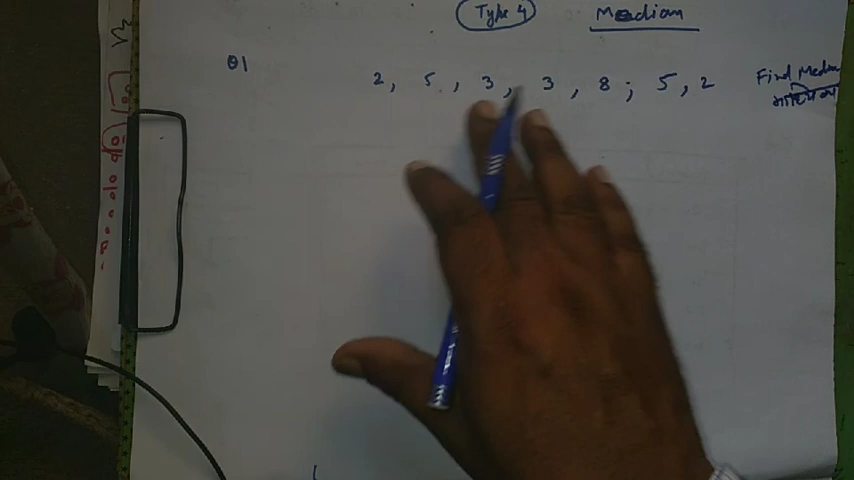 Type 4 Median
Q1 2, 5, 3, 3, 8; 5, 2 Find Median